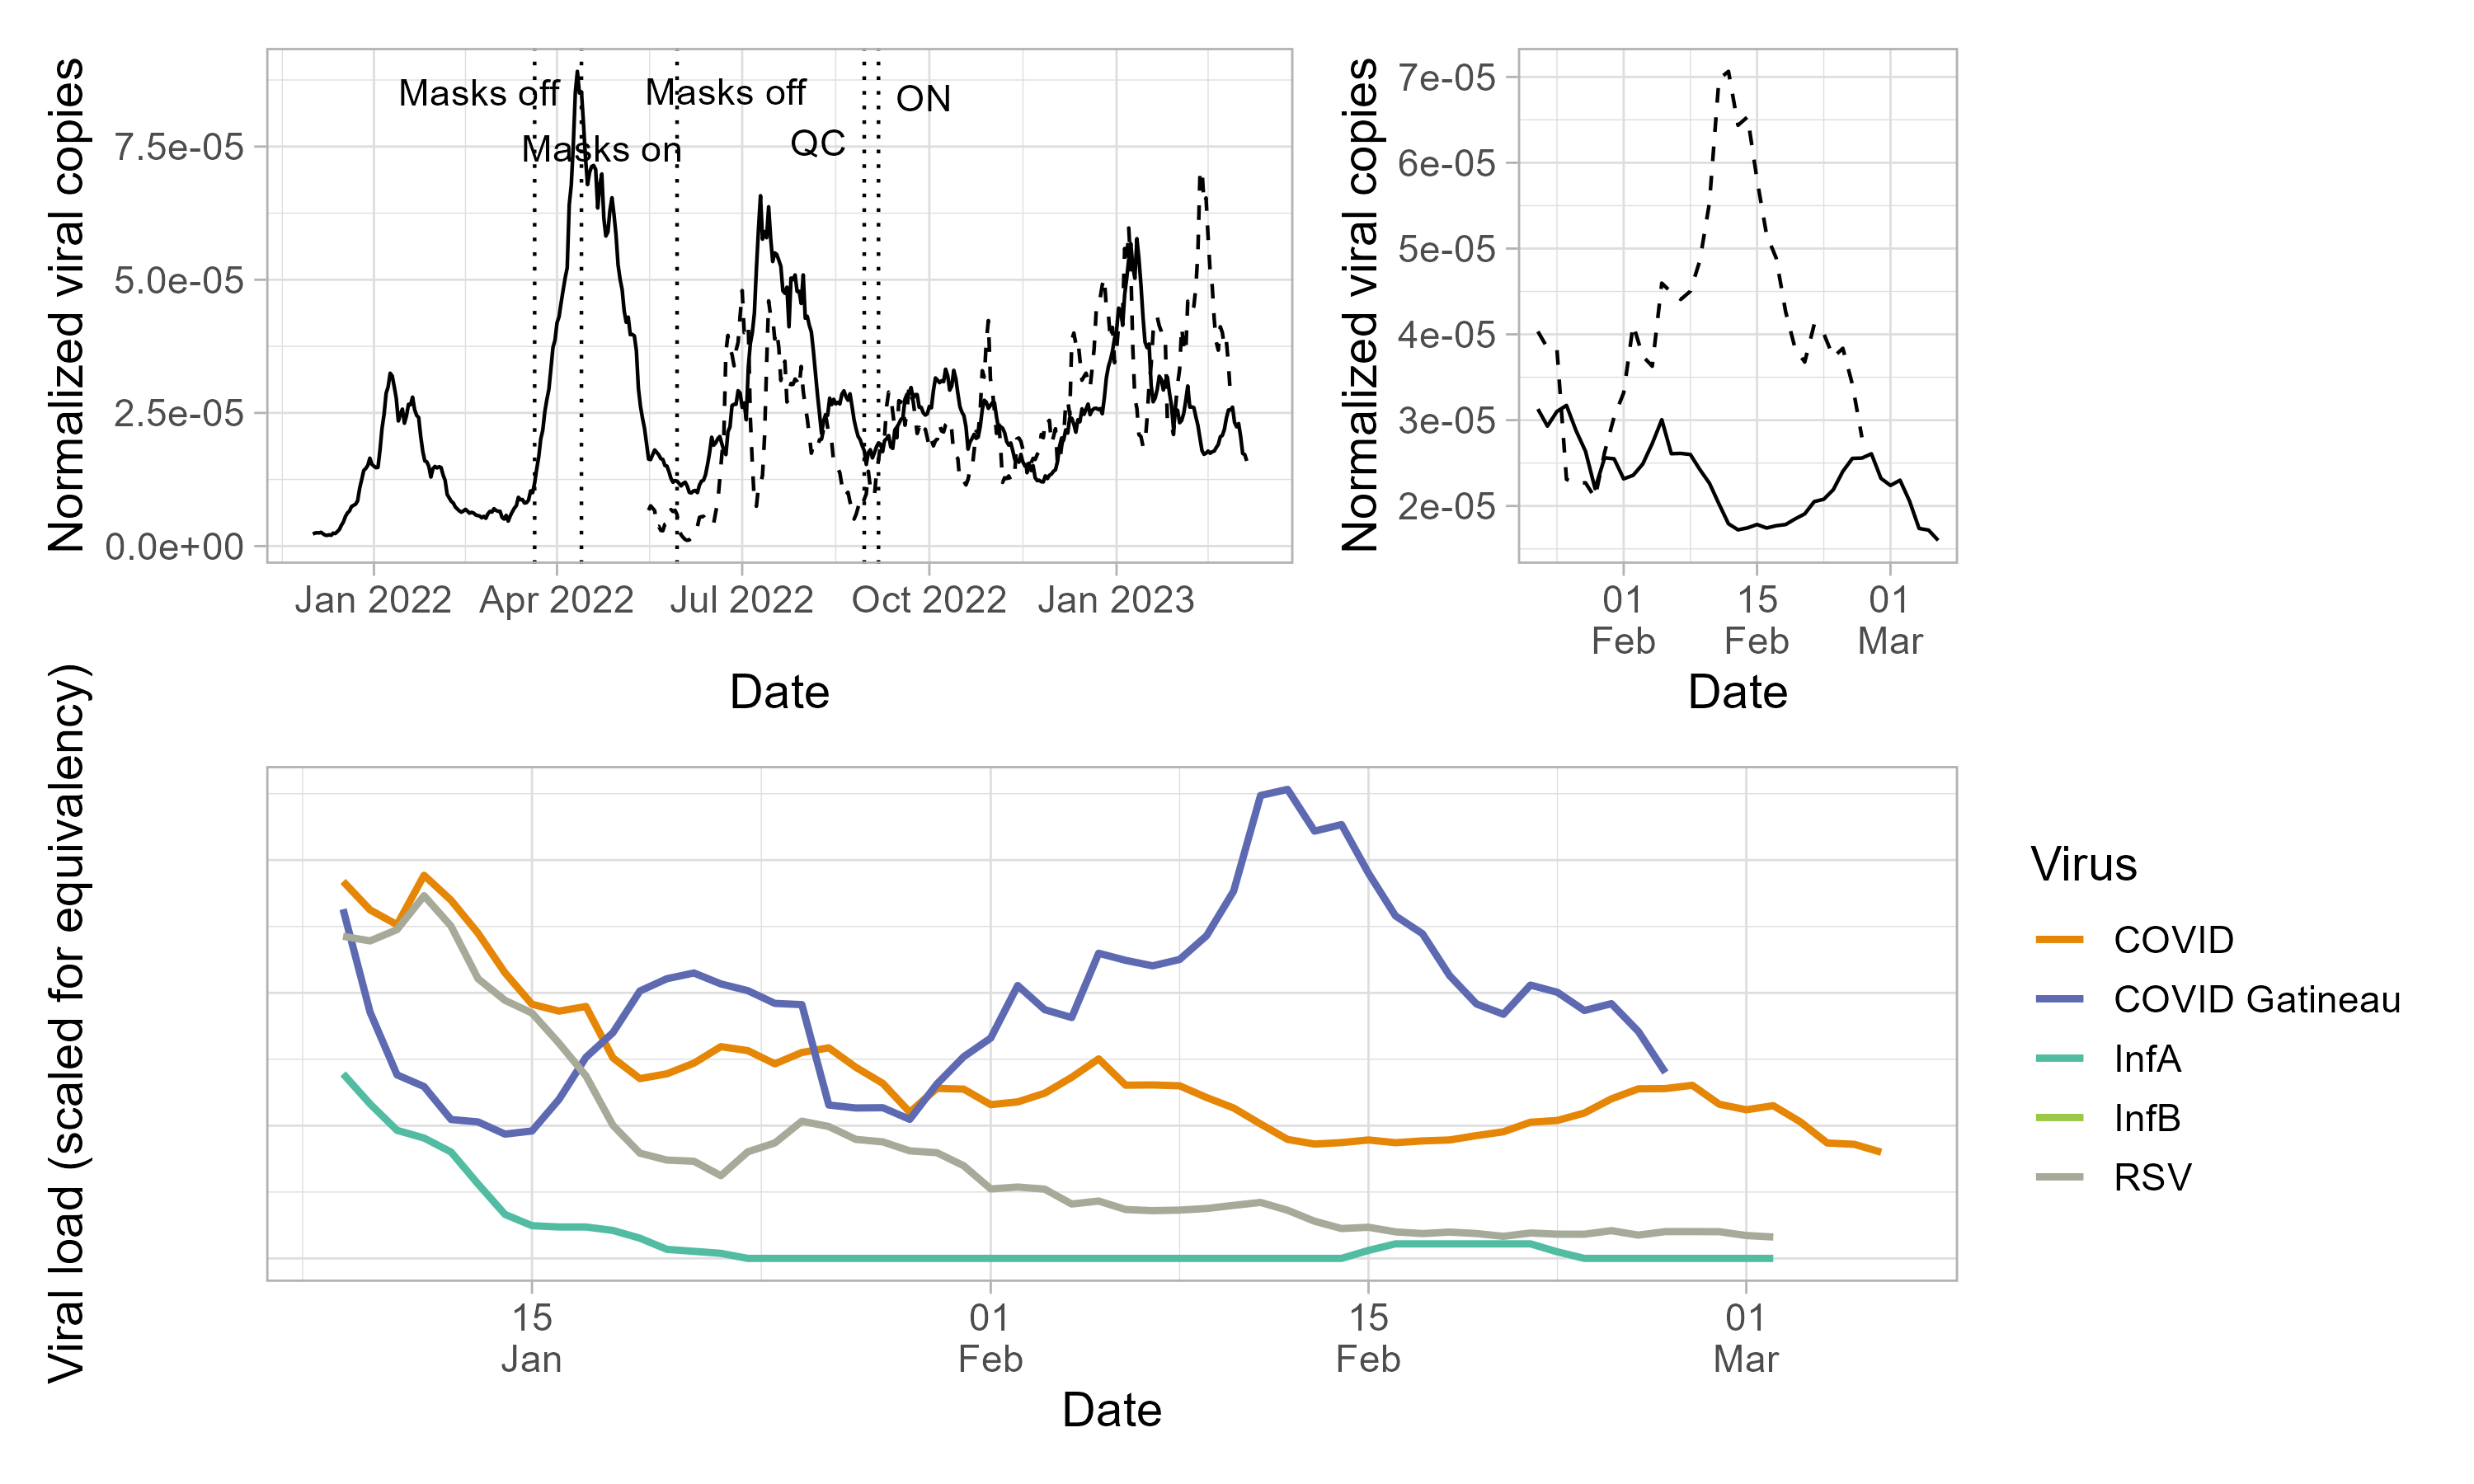 Normalized viral copies
7.5e-05
5.0e-05
2.5e-05
0.0e+00
Masks off
Masks on
Masks off
QC
ON
Jan 2022
Apr 2022
Jul 2022
Oct 2022
Jan 2023
Date
Normalized viral copies
7e-05
6e-05
5e-05
4e-05
3e-05
2e-05
01
Feb
15
Feb
01
Mar
Date
Viral load (scaled for equivalency)
15
Jan
01
Feb
15
Feb
01
Mar
Date
Virus
COVID
COVID Gatineau
InfA
InfB
RSV